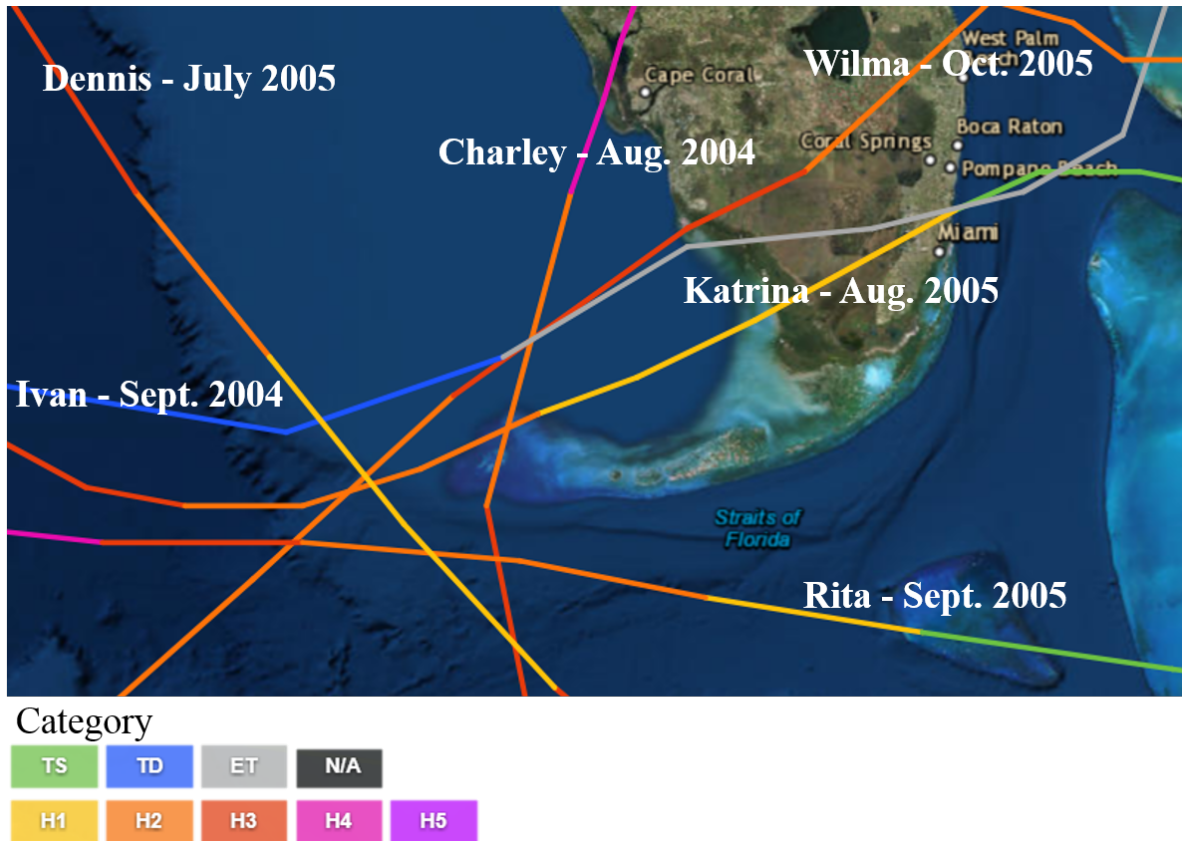 West Palm
Beach
Wilma - Oct. 2005
Dennis - July 2005
Cape Coral
Boca Raton
Charley - Aug. 2004
Coral Springs
Pompano Beach
Miami
Katrina - Aug. 2005
Ivan - Sept. 2004
Straits of
Florida
Rita - Sept. 2005
Category
TS TD ET N/A
H1 H2 H3 H4 H5